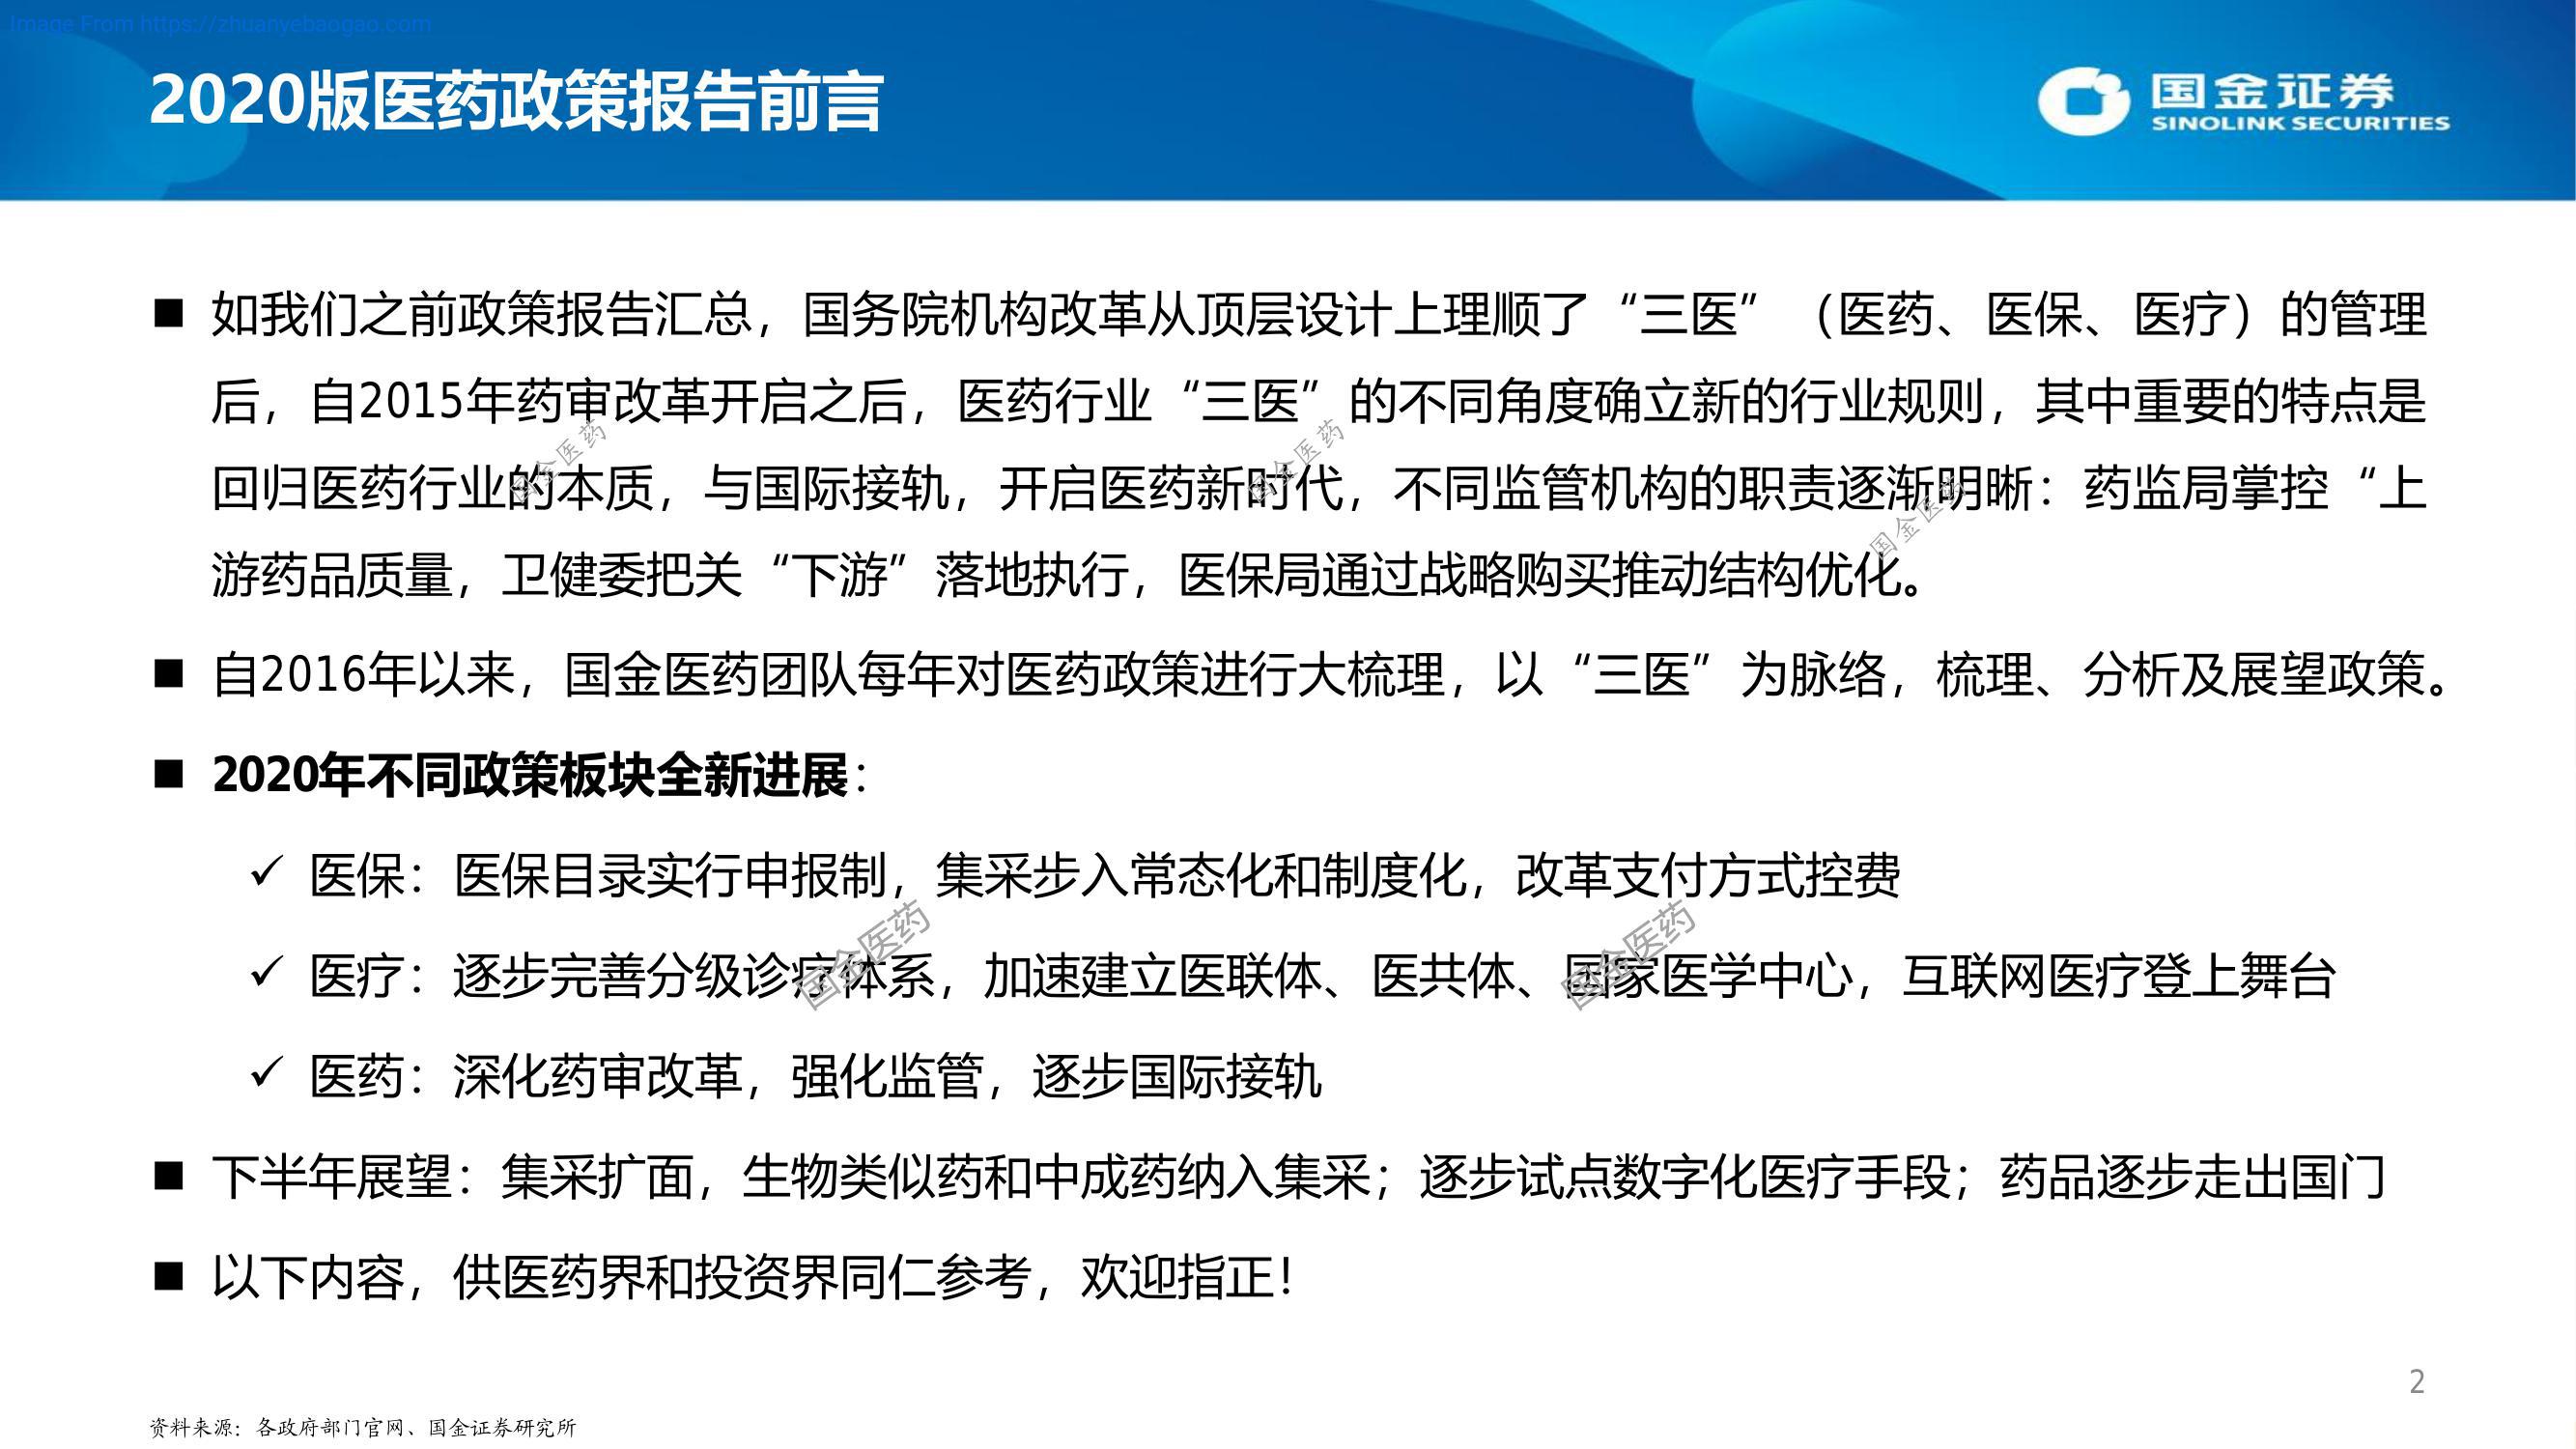 Image From https://zhuanyebaogao.com
2020版医药政策报告前言
国金证券
SINOLINK SECURITIES
■ 如我们之前政策报告汇总，国务院机构改革从顶层设计上理顺了“三医”（医药、医保、医疗）的管理
后，自2015年药审改革开启之后，医药行业“三医”的不同角度确立新的行业规则，其中重要的特点是
回归医药行业的本质，与国际接轨，开启医药新时代，不同监管机构的职责逐渐明晰：药监局掌控“上
游药品质量，卫健委把关“下游”落地执行，医保局通过战略购买推动结构优化。
■ 自2016年以来，国金医药团队每年对医药政策进行大梳理，以“三医”为脉络，梳理、分析及展望政策。
■ 2020年不同政策板块全新进展：
✓ 医保：医保目录实行申报制，集采步入常态化和制度化，改革支付方式控费
✓ 医疗：逐步完善分级诊疗体系，加速建立医联体、医共体、国家医学中心，互联网医疗登上舞台
✓ 医药：深化药审改革，强化监管，逐步国际接轨
■ 下半年展望：集采扩面，生物类似药和中成药纳入集采；逐步试点数字化医疗手段；药品逐步走出国门
■ 以下内容，供医药界和投资界同仁参考，欢迎指正！
国金医药
国金医药
国金医药
国金医药
国金医药
2
资料来源：各政府部门官网、国金证券研究所